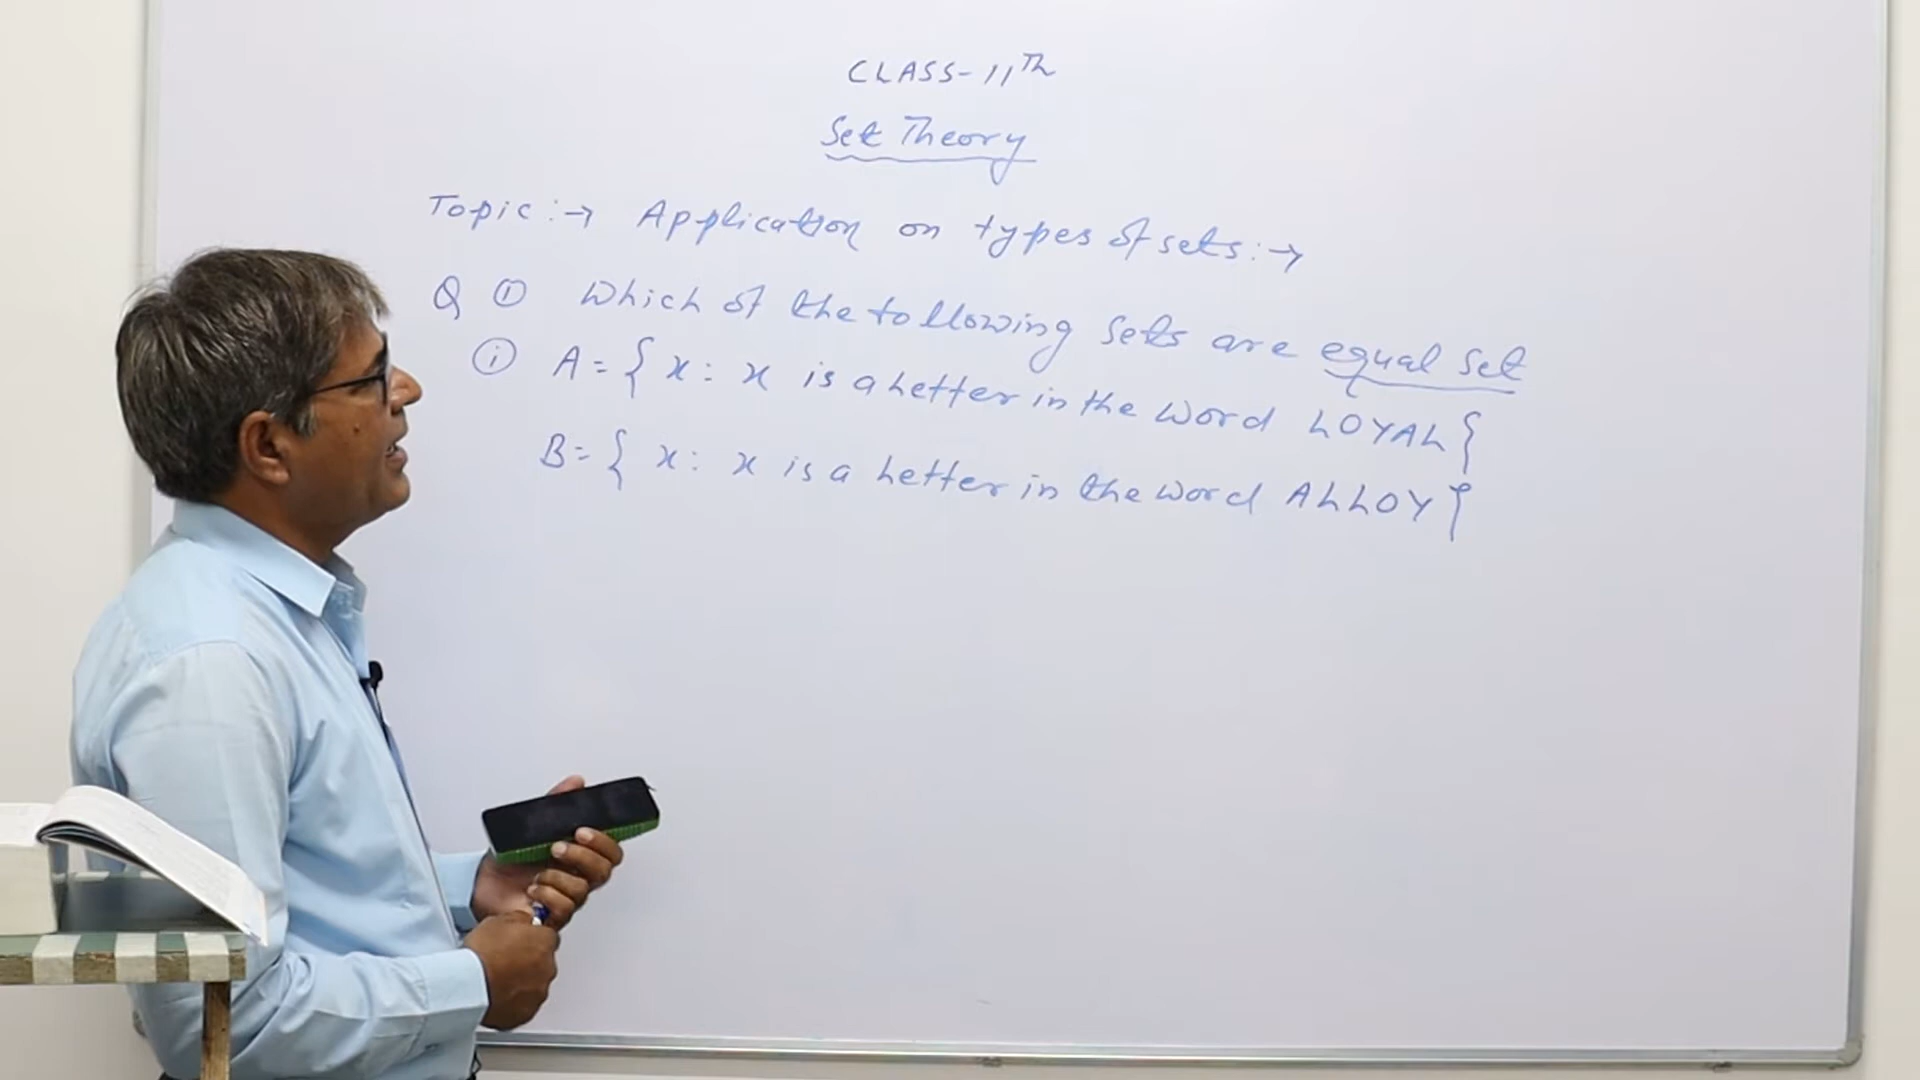 CLASS-11Th
Set Theory
Topic:→ Application on types of sets:→
Q ① Which of the following sets are equal set
ⓘ A={ x: x is a Letter in the word LOYAL}
B={ x: x is a Letter in the word ALLOY}